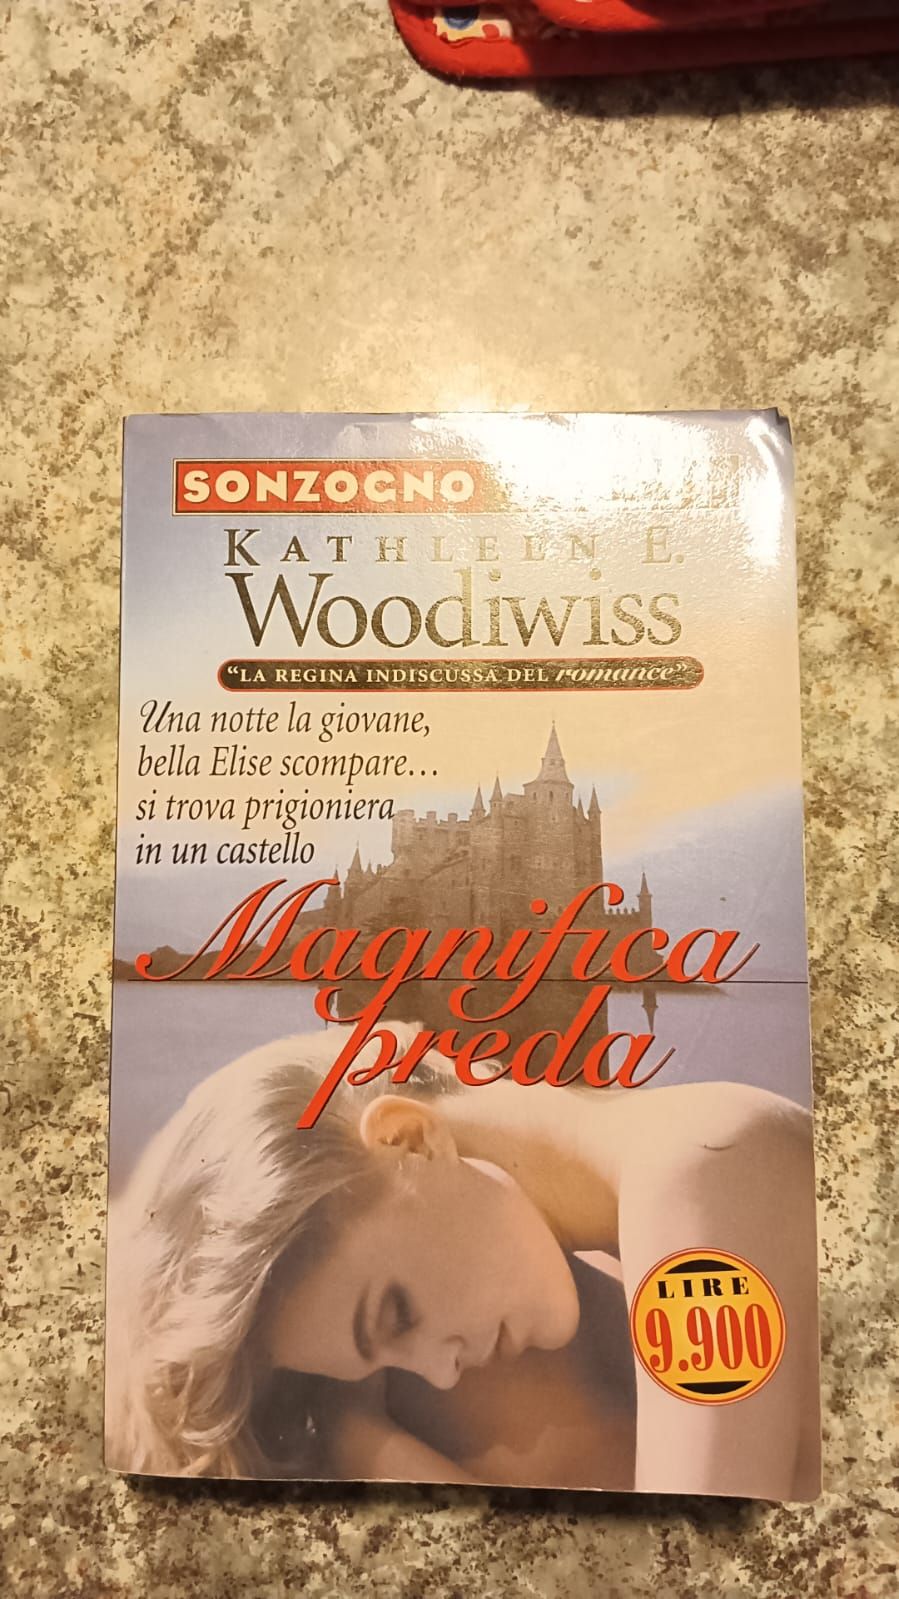 SONZOGNO
KATHLEEN E.
Woodiwiss
“LA REGINA INDISCUSSA DEL romance”
Una notte la giovane,
bella Elise scompare...
si trova prigioniera
in un castello
Magnifica
preda
LIRE
9.900